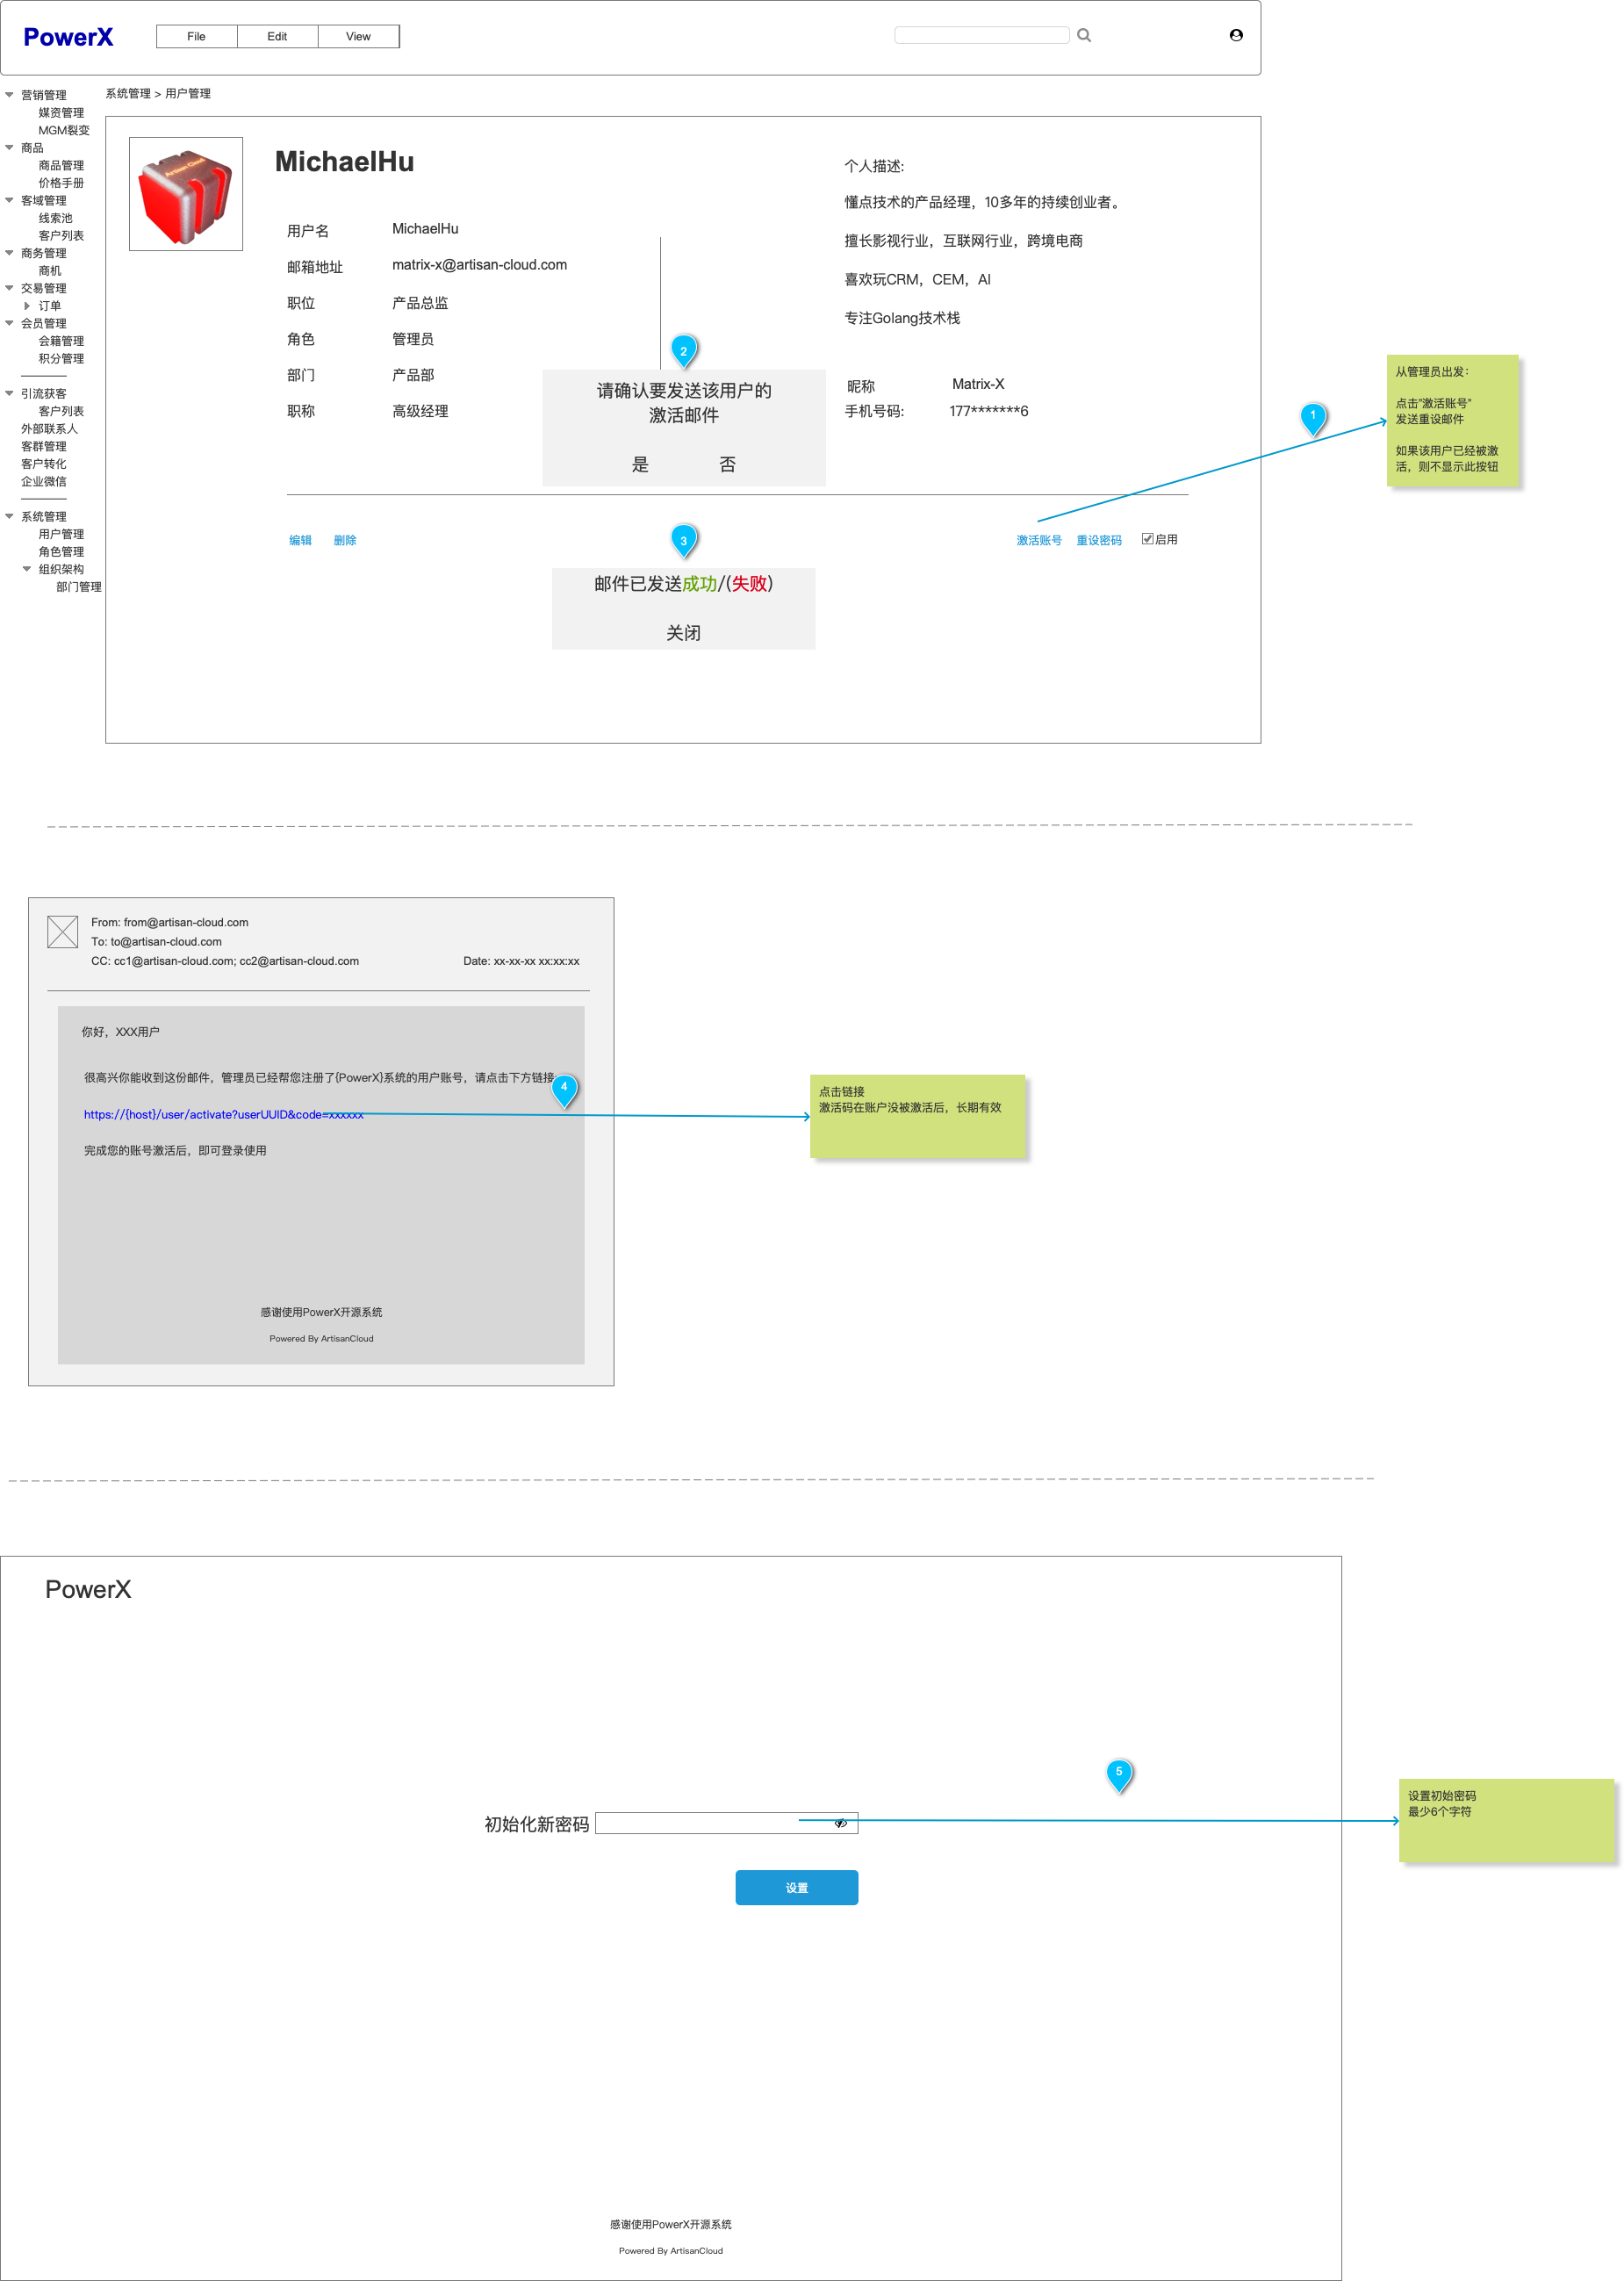 PowerX
File
Edit
View
系统管理 > 用户管理
营销管理
媒资管理
MGM裂变
商品
商品管理
价格手册
客域管理
线索池
客户列表
商务管理
商机
交易管理
订单
会员管理
会籍管理
积分管理
引流获客
客户列表
外部联系人
客群管理
客户转化
企业微信
系统管理
用户管理
角色管理
组织架构
部门管理
Artisan-Cloud
MichaelHu
用户名
MichaelHu
邮箱地址
matrix-x@artisan-cloud.com
职位
产品总监
角色
管理员
部门
产品部
职称
高级经理
个人描述:
懂点技术的产品经理，10多年的持续创业者。
擅长影视行业，互联网行业，跨境电商
喜欢玩CRM，CEM，AI
专注Golang技术栈
昵称
Matrix-X
手机号码:
177*******6
2
请确认要发送该用户的
激活邮件
是
否
1
从管理员出发：
点击"激活账号"
发送重设邮件
如果该用户已经被激
活，则不显示此按钮
编辑
删除
激活账号
重设密码
启用
3
邮件已发送成功/(失败)
关闭
From: from@artisan-cloud.com
To: to@artisan-cloud.com
CC: cc1@artisan-cloud.com; cc2@artisan-cloud.com
Date: xx-xx-xx xx:xx:xx
你好，XXX用户
很高兴你能收到这份邮件，管理员已经帮您注册了{PowerX}系统的用户账号，请点击下方链接:
4
https://{host}/user/activate?userUUID&code=xxxxxx
完成您的账号激活后，即可登录使用
感谢使用PowerX开源系统
Powered By ArtisanCloud
点击链接
激活码在账户没被激活后，长期有效
PowerX
5
初始化新密码
设置
设置初始密码
最少6个字符
感谢使用PowerX开源系统
Powered By ArtisanCloud